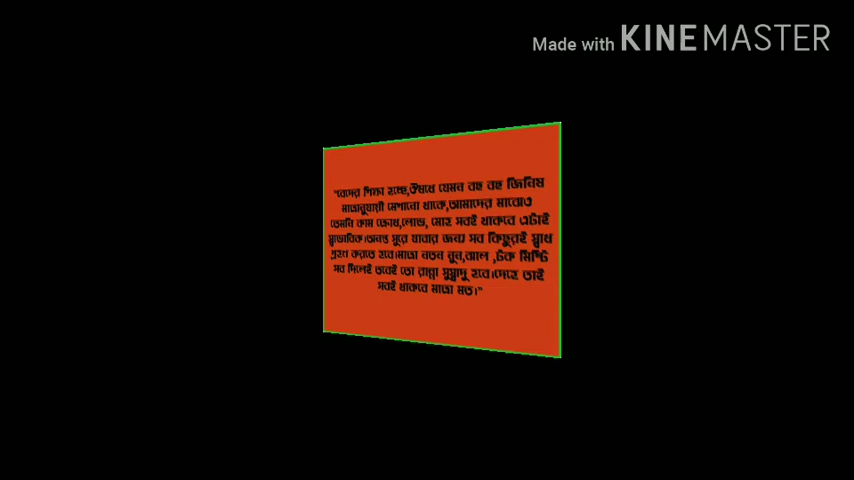 Made with KINEMASTER
"বেদের শিক্ষা হচ্ছে,ঔষধে যেমন বহু বহু জিনিষ
মাত্রানুযায়ী মেশানো থাকে,আমাদের মাঝেও
তেমনি কাম ক্রোধ,লোভ, মোহ সবই থাকবে এটাই
স্বাভাবিক।অনন্ত সুরে যাবার জন্য সব কিছুরই স্বাধ
গ্রহণ করতে হবে।মাত্রা মতন নুন,ঝাল ,টক মিষ্টি
সব দিলেই তবেই তো রান্না সুস্বাদু হবে।দেহে তাই
সবই থাকবে মাত্রা মত।"